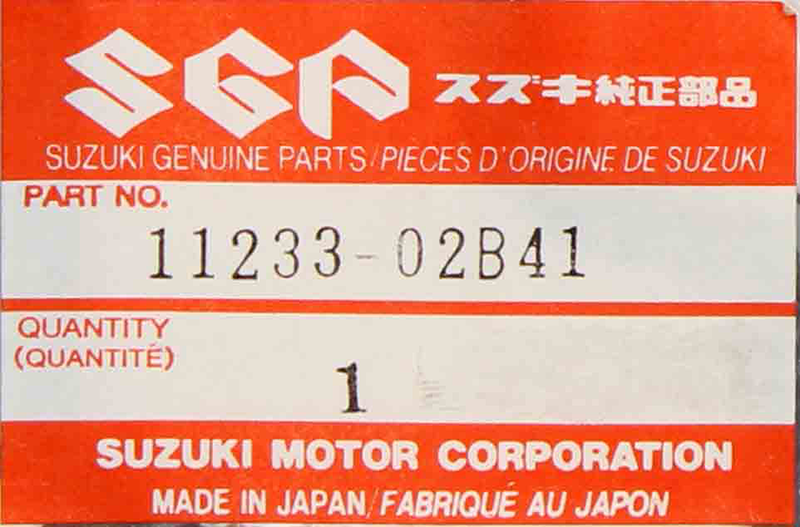 SGP スズキ純正部品
SUZUKI GENUINE PARTS/PIECES D'ORIGINE DE SUZUKI
PART NO.
11233-02B41
QUANTITY
(QUANTITÉ)
1
SUZUKI MOTOR CORPORATION
MADE IN JAPAN/FABRIQUÉ AU JAPON